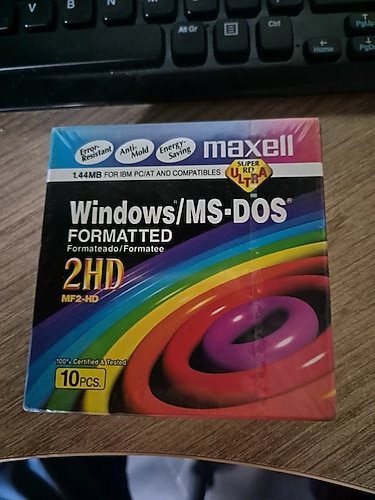 V B N M
Alt Gr
Ctrl
PgUp
Home
PgDn
Error-
Resistant
Anti-
Mold
Energy-
Saving
maxell
1.44MB FOR IBM PC/AT AND COMPATIBLES
SUPER
RD
ULTRA
Windows®/MS-DOS®
FORMATTED
Formateado/Formatee
2HD
MF2-HD
100% Certified & Tested
10PCS.